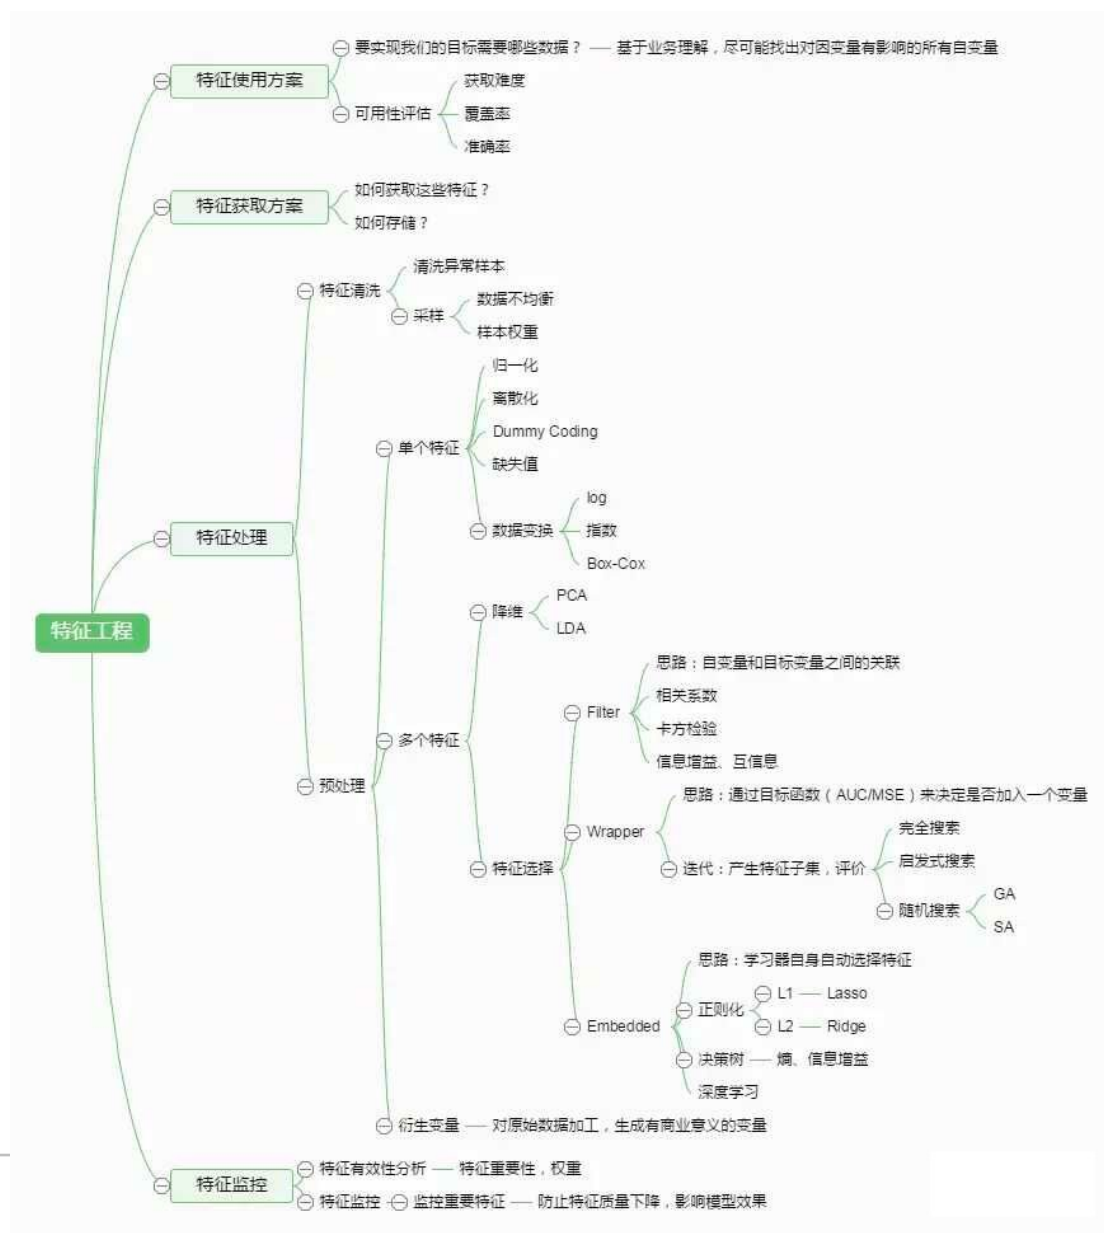 要实现我们的目标需要哪些数据？
基于业务理解，尽可能找出对因变量有影响的所有自变量
特征使用方案
获取难度
可用性评估
覆盖率
准确率
如何获取这些特征？
特征获取方案
如何存储？
清洗异常样本
特征清洗
数据不均衡
采样
样本权重
归一化
离散化
Dummy Coding
单个特征
缺失值
log
数据变换
指数
Box-Cox
特征处理
PCA
降维
LDA
特征工程
思路：自变量和目标变量之间的关联
相关系数
Filter
卡方检验
信息增益、互信息
多个特征
预处理
思路：通过目标函数（AUC/MSE）来决定是否加入一个变量
Wrapper
完全搜索
启发式搜索
特征选择
迭代：产生特征子集，评价
随机搜索
GA
SA
思路：学习器自身自动选择特征
L1
Lasso
正则化
L2
Ridge
Embedded
决策树
熵、信息增益
深度学习
衍生变量
对原始数据加工，生成有商业意义的变量
特征有效性分析
特征重要性，权重
特征监控
特征监控
监控重要特征
防止特征质量下降，影响模型效果